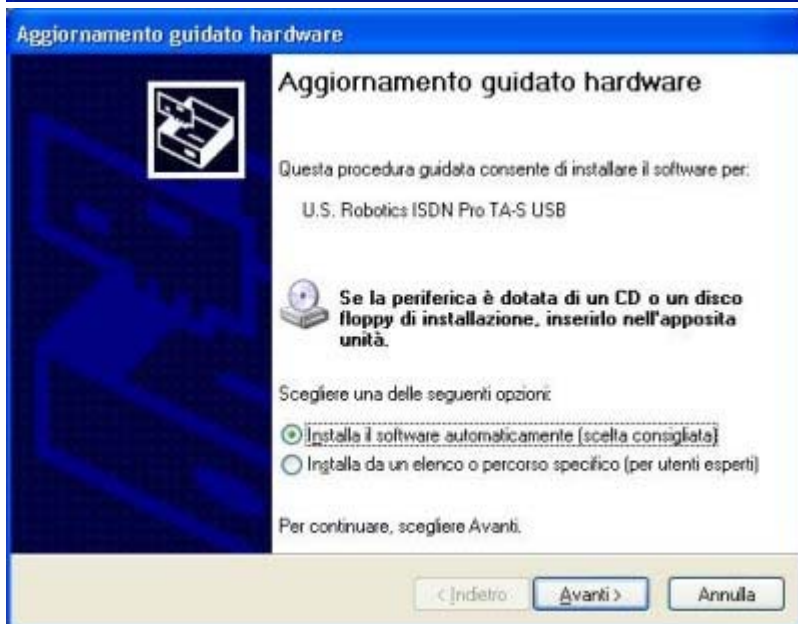 Aggiornamento guidato hardware
Aggiornamento guidato hardware
Questa procedura guidata consente di installare il software per:
U.S. Robotics ISDN Pro TA-S USB
Se la periferica è dotata di un CD o un disco
floppy di installazione, inserirlo nell'apposita
unità.
Scegliere una delle seguenti opzioni:
Installa il software automaticamente (scelta consigliata)
Installa da un elenco o percorso specifico (per utenti esperti)
Per continuare, scegliere Avanti.
< Indietro Avanti > Annulla